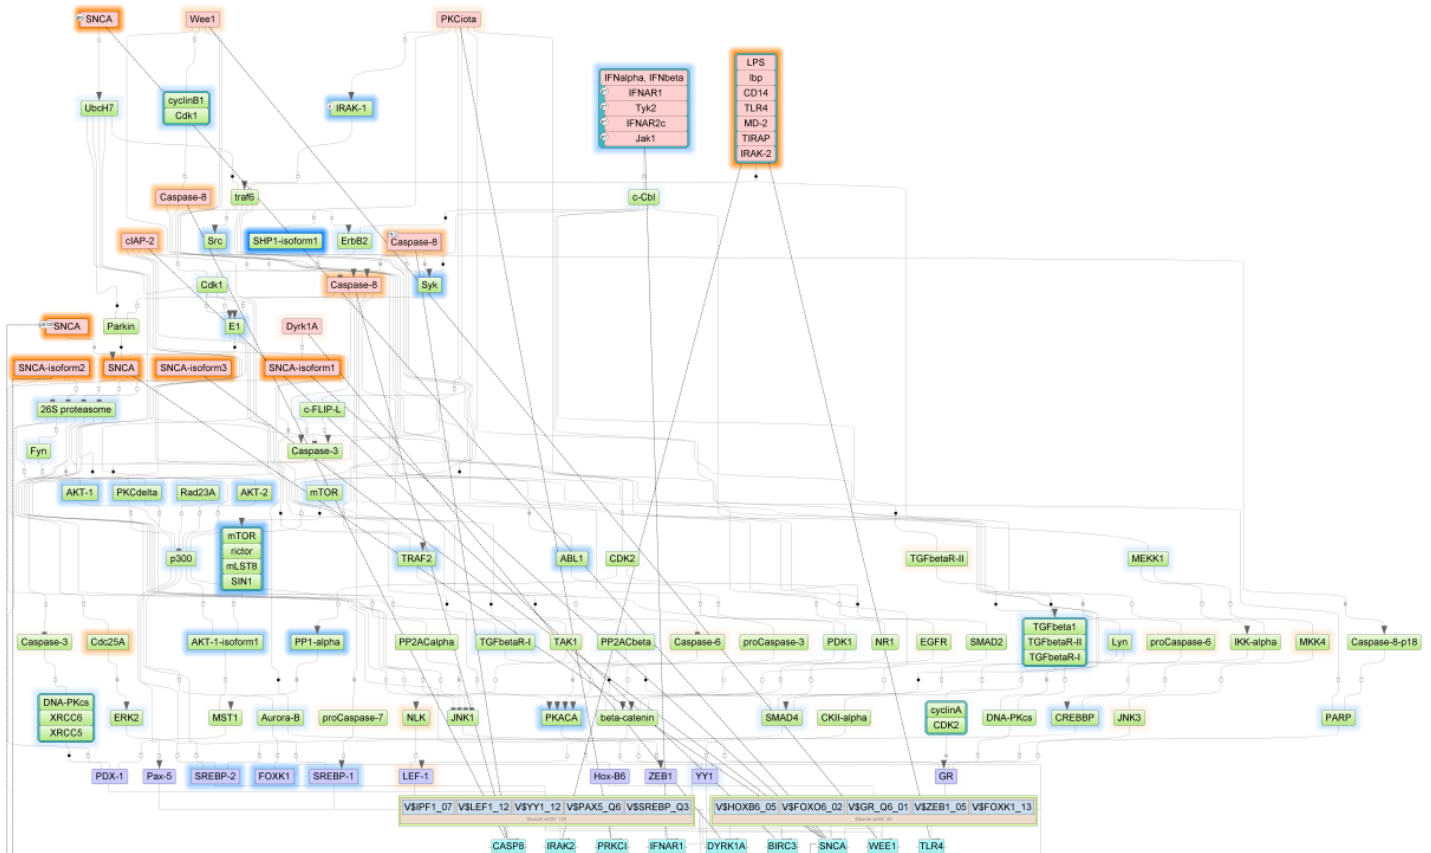 SNCA
Wee1
PKCiota
LPS
lbp
CD14
TLR4
MD-2
TIRAP
IRAK-2
IFNalpha, IFNbeta
IFNAR1
Tyk2
IFNAR2c
Jak1
UbcH7
cyclinB1
Cdk1
IRAK-1
Caspase-8
traf6
c-Cbl
cIAP-2
Src
SHP1-isoform1
ErbB2
Caspase-8
Cdk1
Caspase-8
Syk
SNCA
Parkin
E1
Dyrk1A
SNCA-isoform2
SNCA
SNCA-isoform3
SNCA-isoform1
26S proteasome
c-FLIP-L
Fyn
Caspase-3
AKT-1
PKCdelta
Rad23A
AKT-2
mTOR
mTOR
rictor
mLST8
SIN1
p300
TRAF2
ABL1
CDK2
TGFbetaR-II
MEKK1
Caspase-3
Cdc25A
AKT-1-isoform1
PP1-alpha
PP2ACalpha
TGFbetaR-I
TAK1
PP2ACbeta
Caspase-6
proCaspase-3
PDK1
NR1
EGFR
SMAD2
TGFbeta1
TGFbetaR-II
TGFbetaR-I
Lyn
proCaspase-6
IKK-alpha
MKK4
Caspase-8-p18
DNA-PKcs
XRCC6
XRCC5
ERK2
MST1
Aurora-B
proCaspase-7
NLK
JNK1
PKACA
beta-catenin
SMAD4
CKII-alpha
cyclinA
CDK2
DNA-PKcs
CREBBP
JNK3
PARP
PDX-1
Pax-5
SREBP-2
FOXK1
SREBP-1
LEF-1
Hox-B6
ZEB1
YY1
GR
V$IPF1_07
V$LEF1_12
V$YY1_12
V$PAX5_Q6
V$SREBP_Q3
V$HOXB6_05
V$FOXO6_02
V$GR_Q6_01
V$ZEB1_05
V$FOXK1_13
CASP8
IRAK2
PRKCI
IFNAR1
DYRK1A
BIRC3
SNCA
WEE1
TLR4